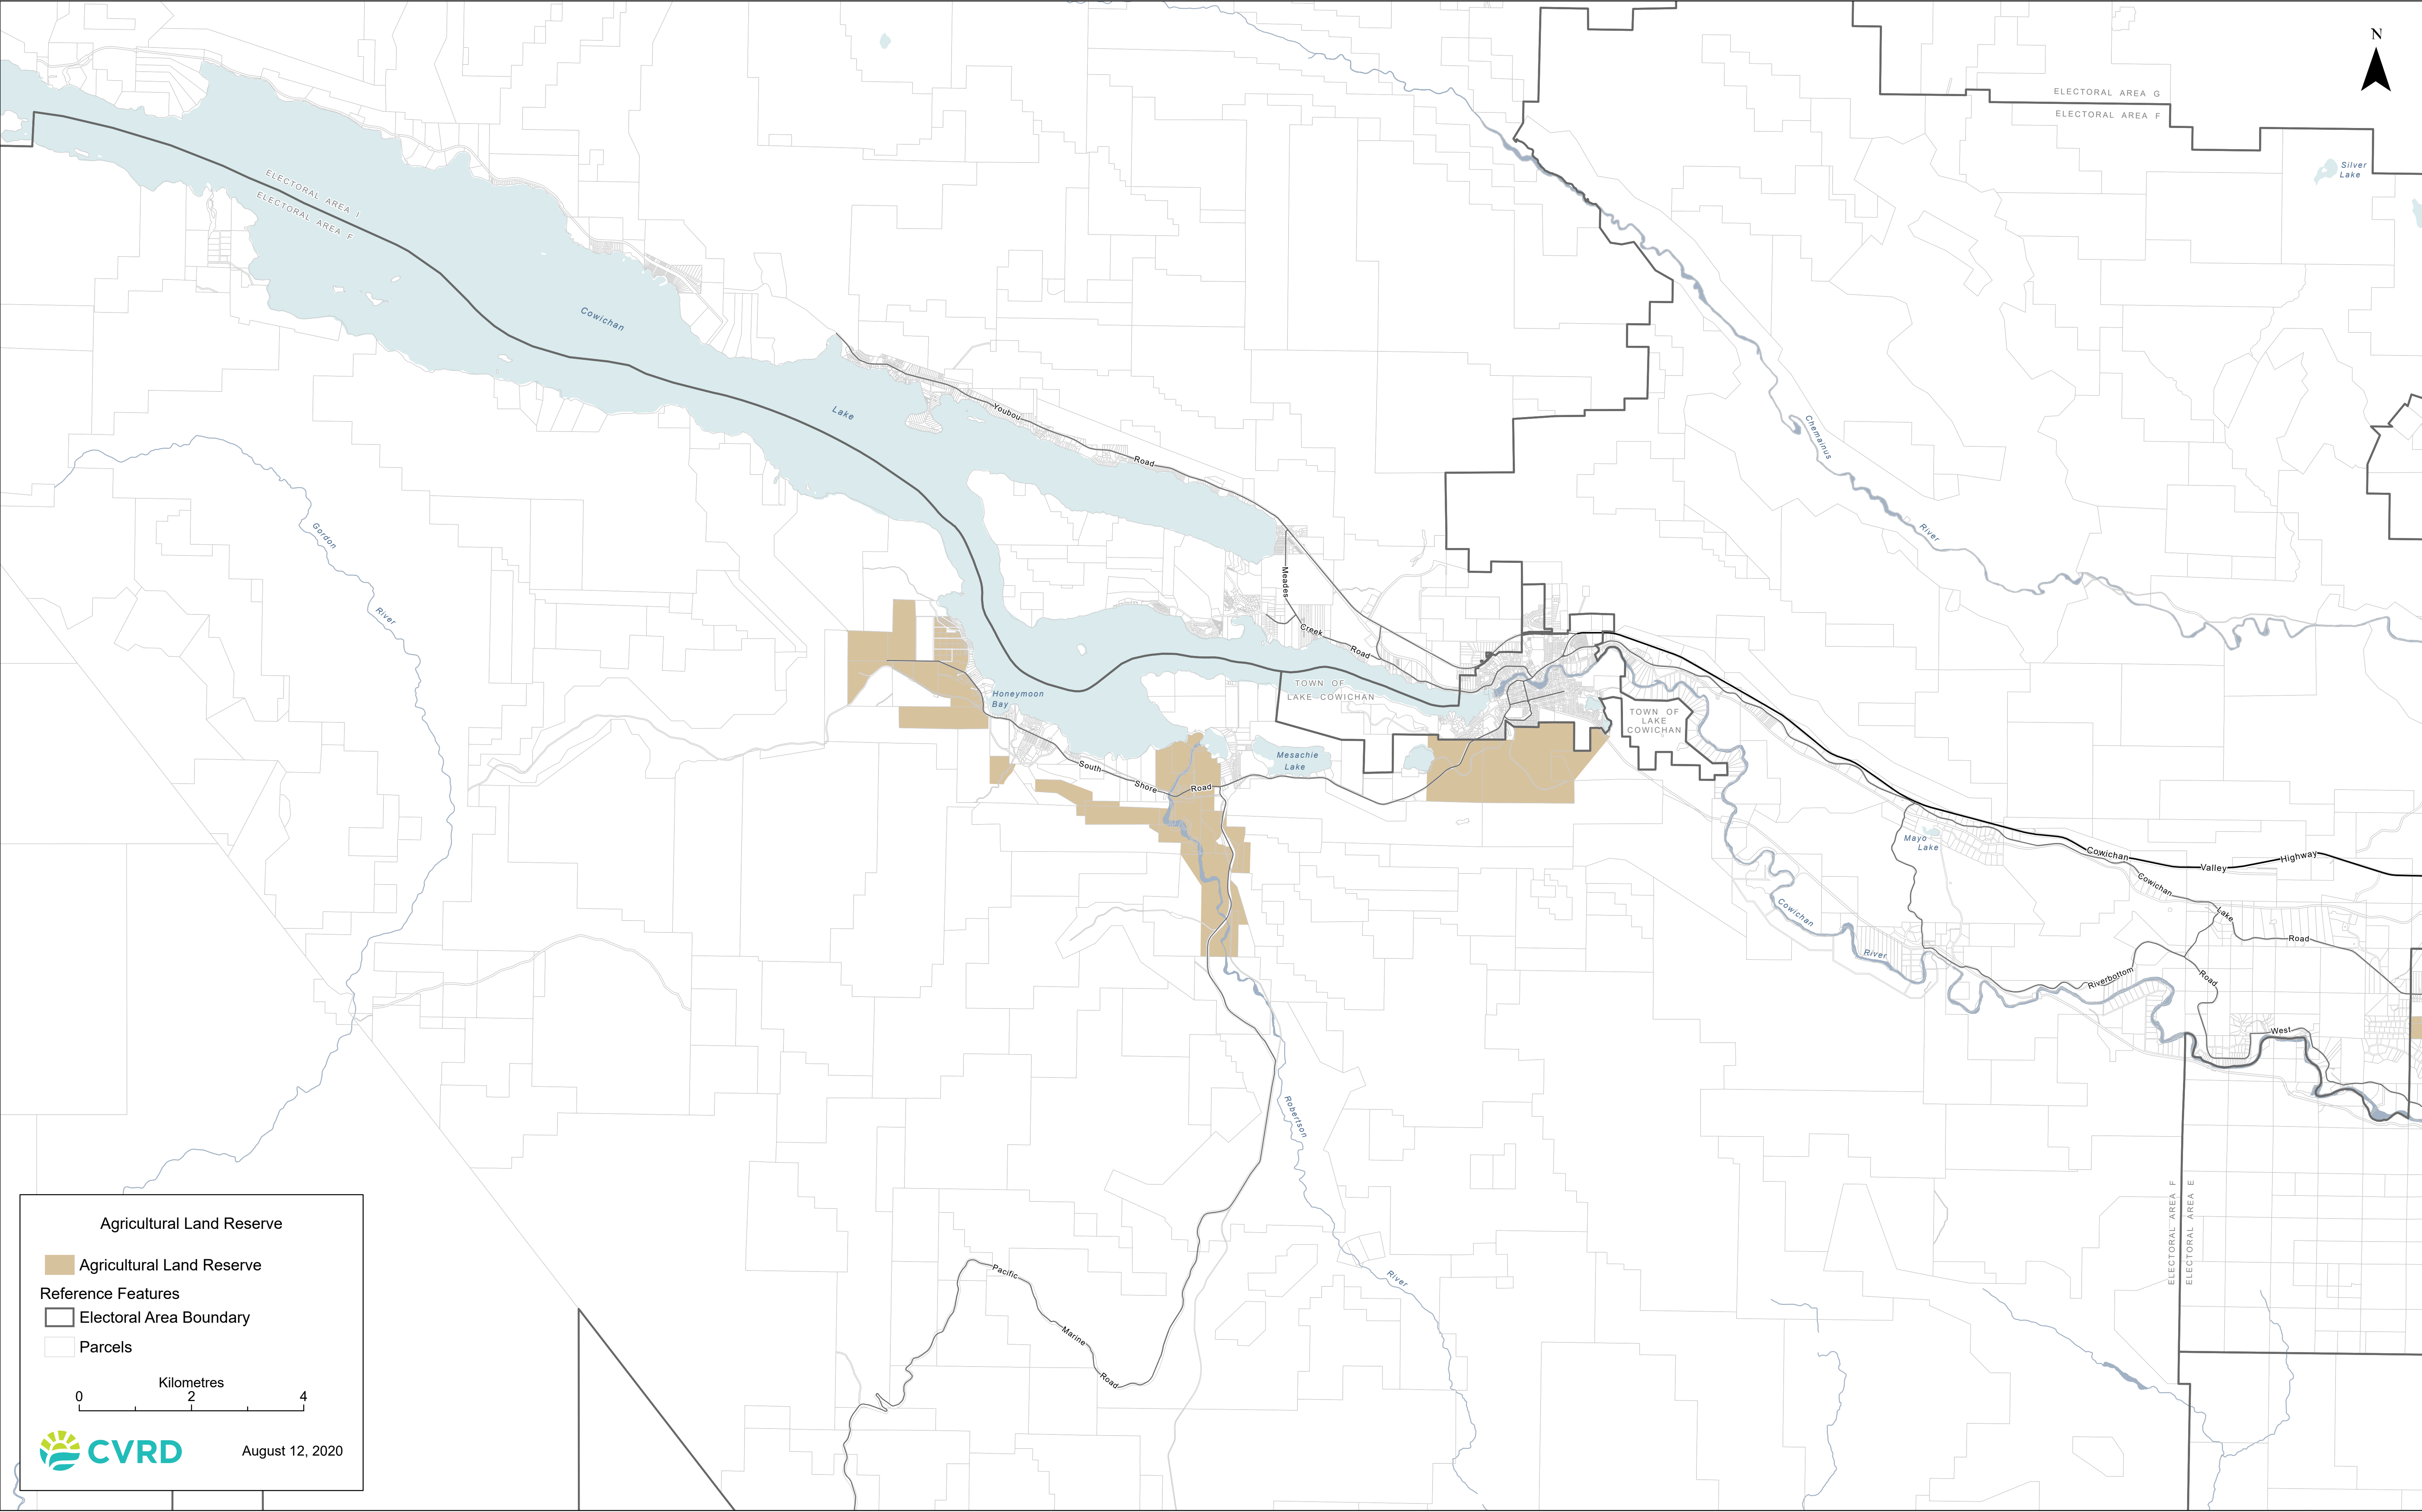 N
ELECTORAL AREA G
ELECTORAL AREA F
Silver
Lake
ELECTORAL AREA I
ELECTORAL AREA F
Cowichan
Lake
Youbou
Road
Chemainus
River
Gordon
River
Meades
Creek
Road
Honeymoon
Bay
TOWN OF
LAKE COWICHAN
TOWN OF
LAKE
COWICHAN
Mesachie
Lake
South
Shore
Road
Mayo
Lake
Cowichan
Valley
Highway
Cowichan
Lake
Road
Cowichan
River
Riverbottom
Road
West
Robertson
River
ELECTORAL AREA F
ELECTORAL AREA E
Pacific
Marine
Road
Agricultural Land Reserve
Agricultural Land Reserve
Reference Features
Electoral Area Boundary
Parcels
Kilometres
0 2 4
CVRD
August 12, 2020